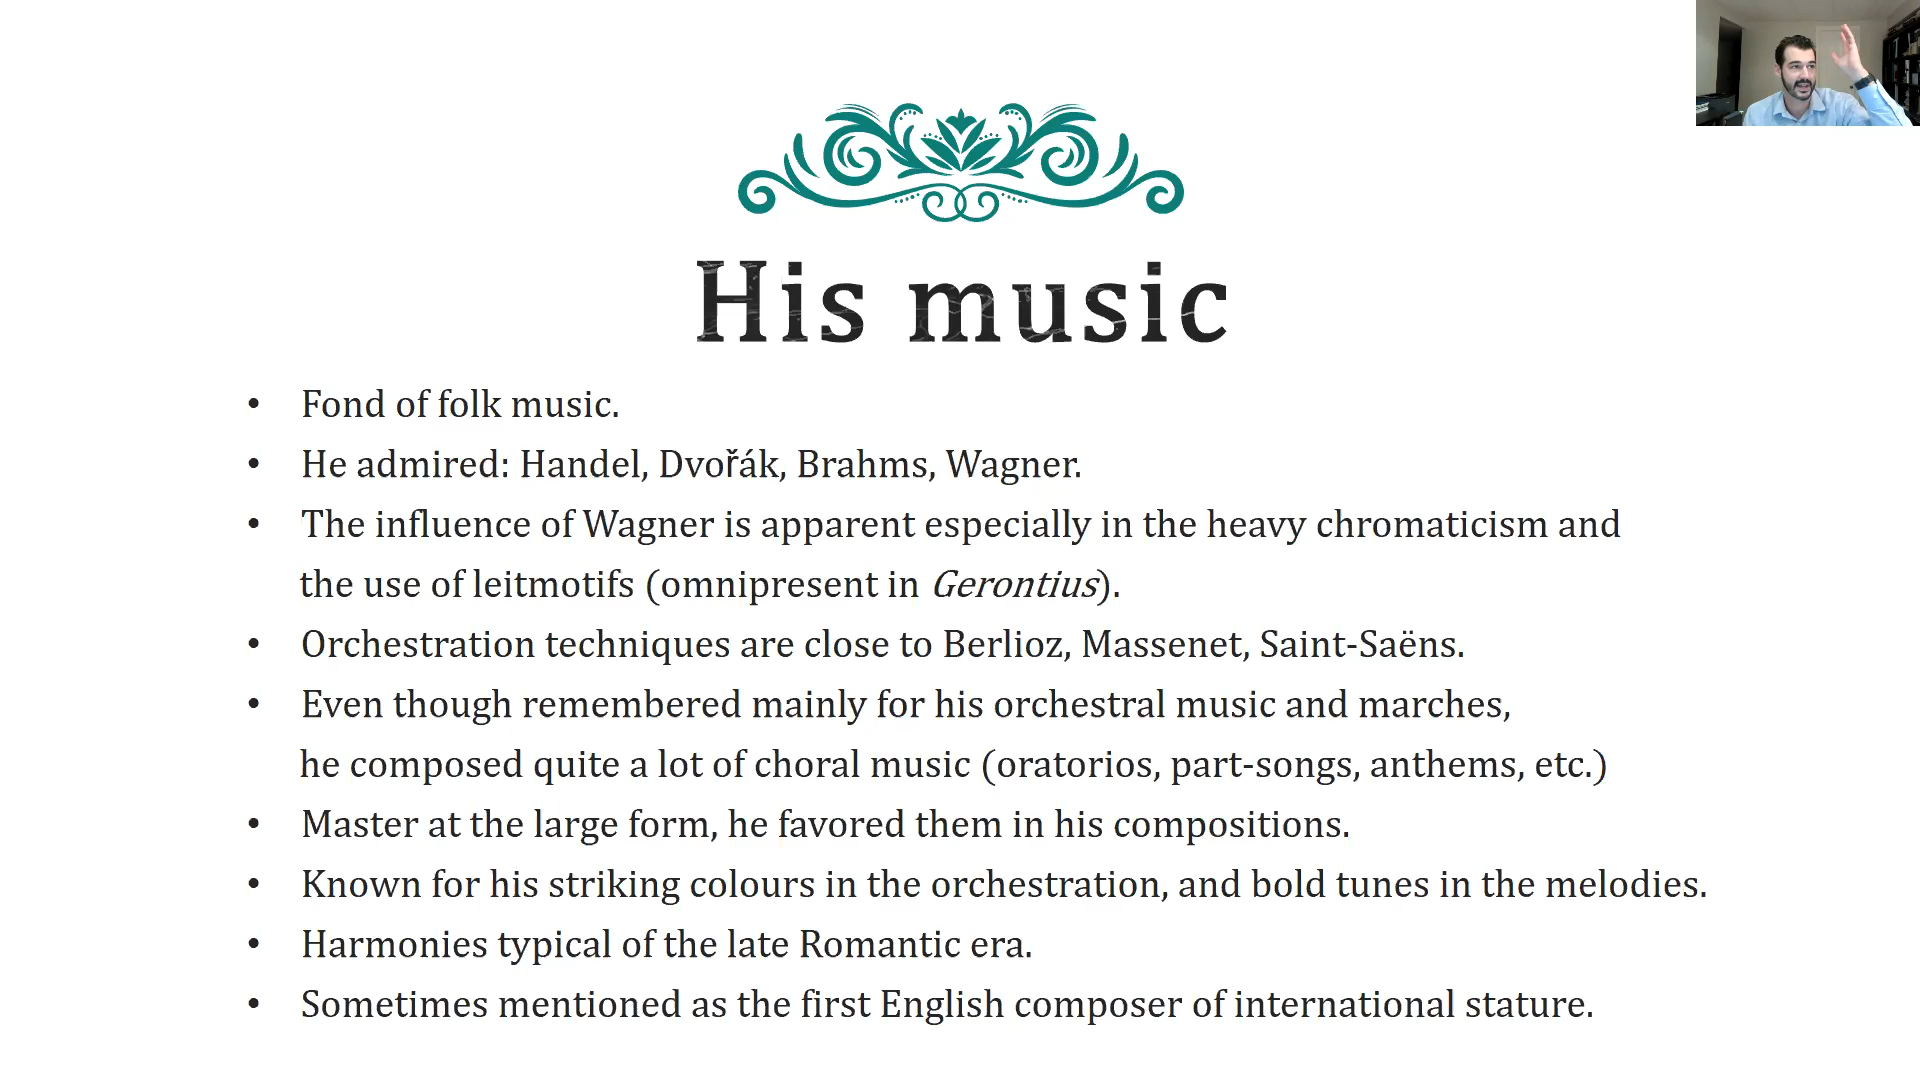 His music
• Fond of folk music.
• He admired: Handel, Dvořák, Brahms, Wagner.
• The influence of Wagner is apparent especially in the heavy chromaticism and
the use of leitmotifs (omnipresent in Gerontius).
• Orchestration techniques are close to Berlioz, Massenet, Saint-Saëns.
• Even though remembered mainly for his orchestral music and marches,
he composed quite a lot of choral music (oratorios, part-songs, anthems, etc.)
• Master at the large form, he favored them in his compositions.
• Known for his striking colours in the orchestration, and bold tunes in the melodies.
• Harmonies typical of the late Romantic era.
• Sometimes mentioned as the first English composer of international stature.